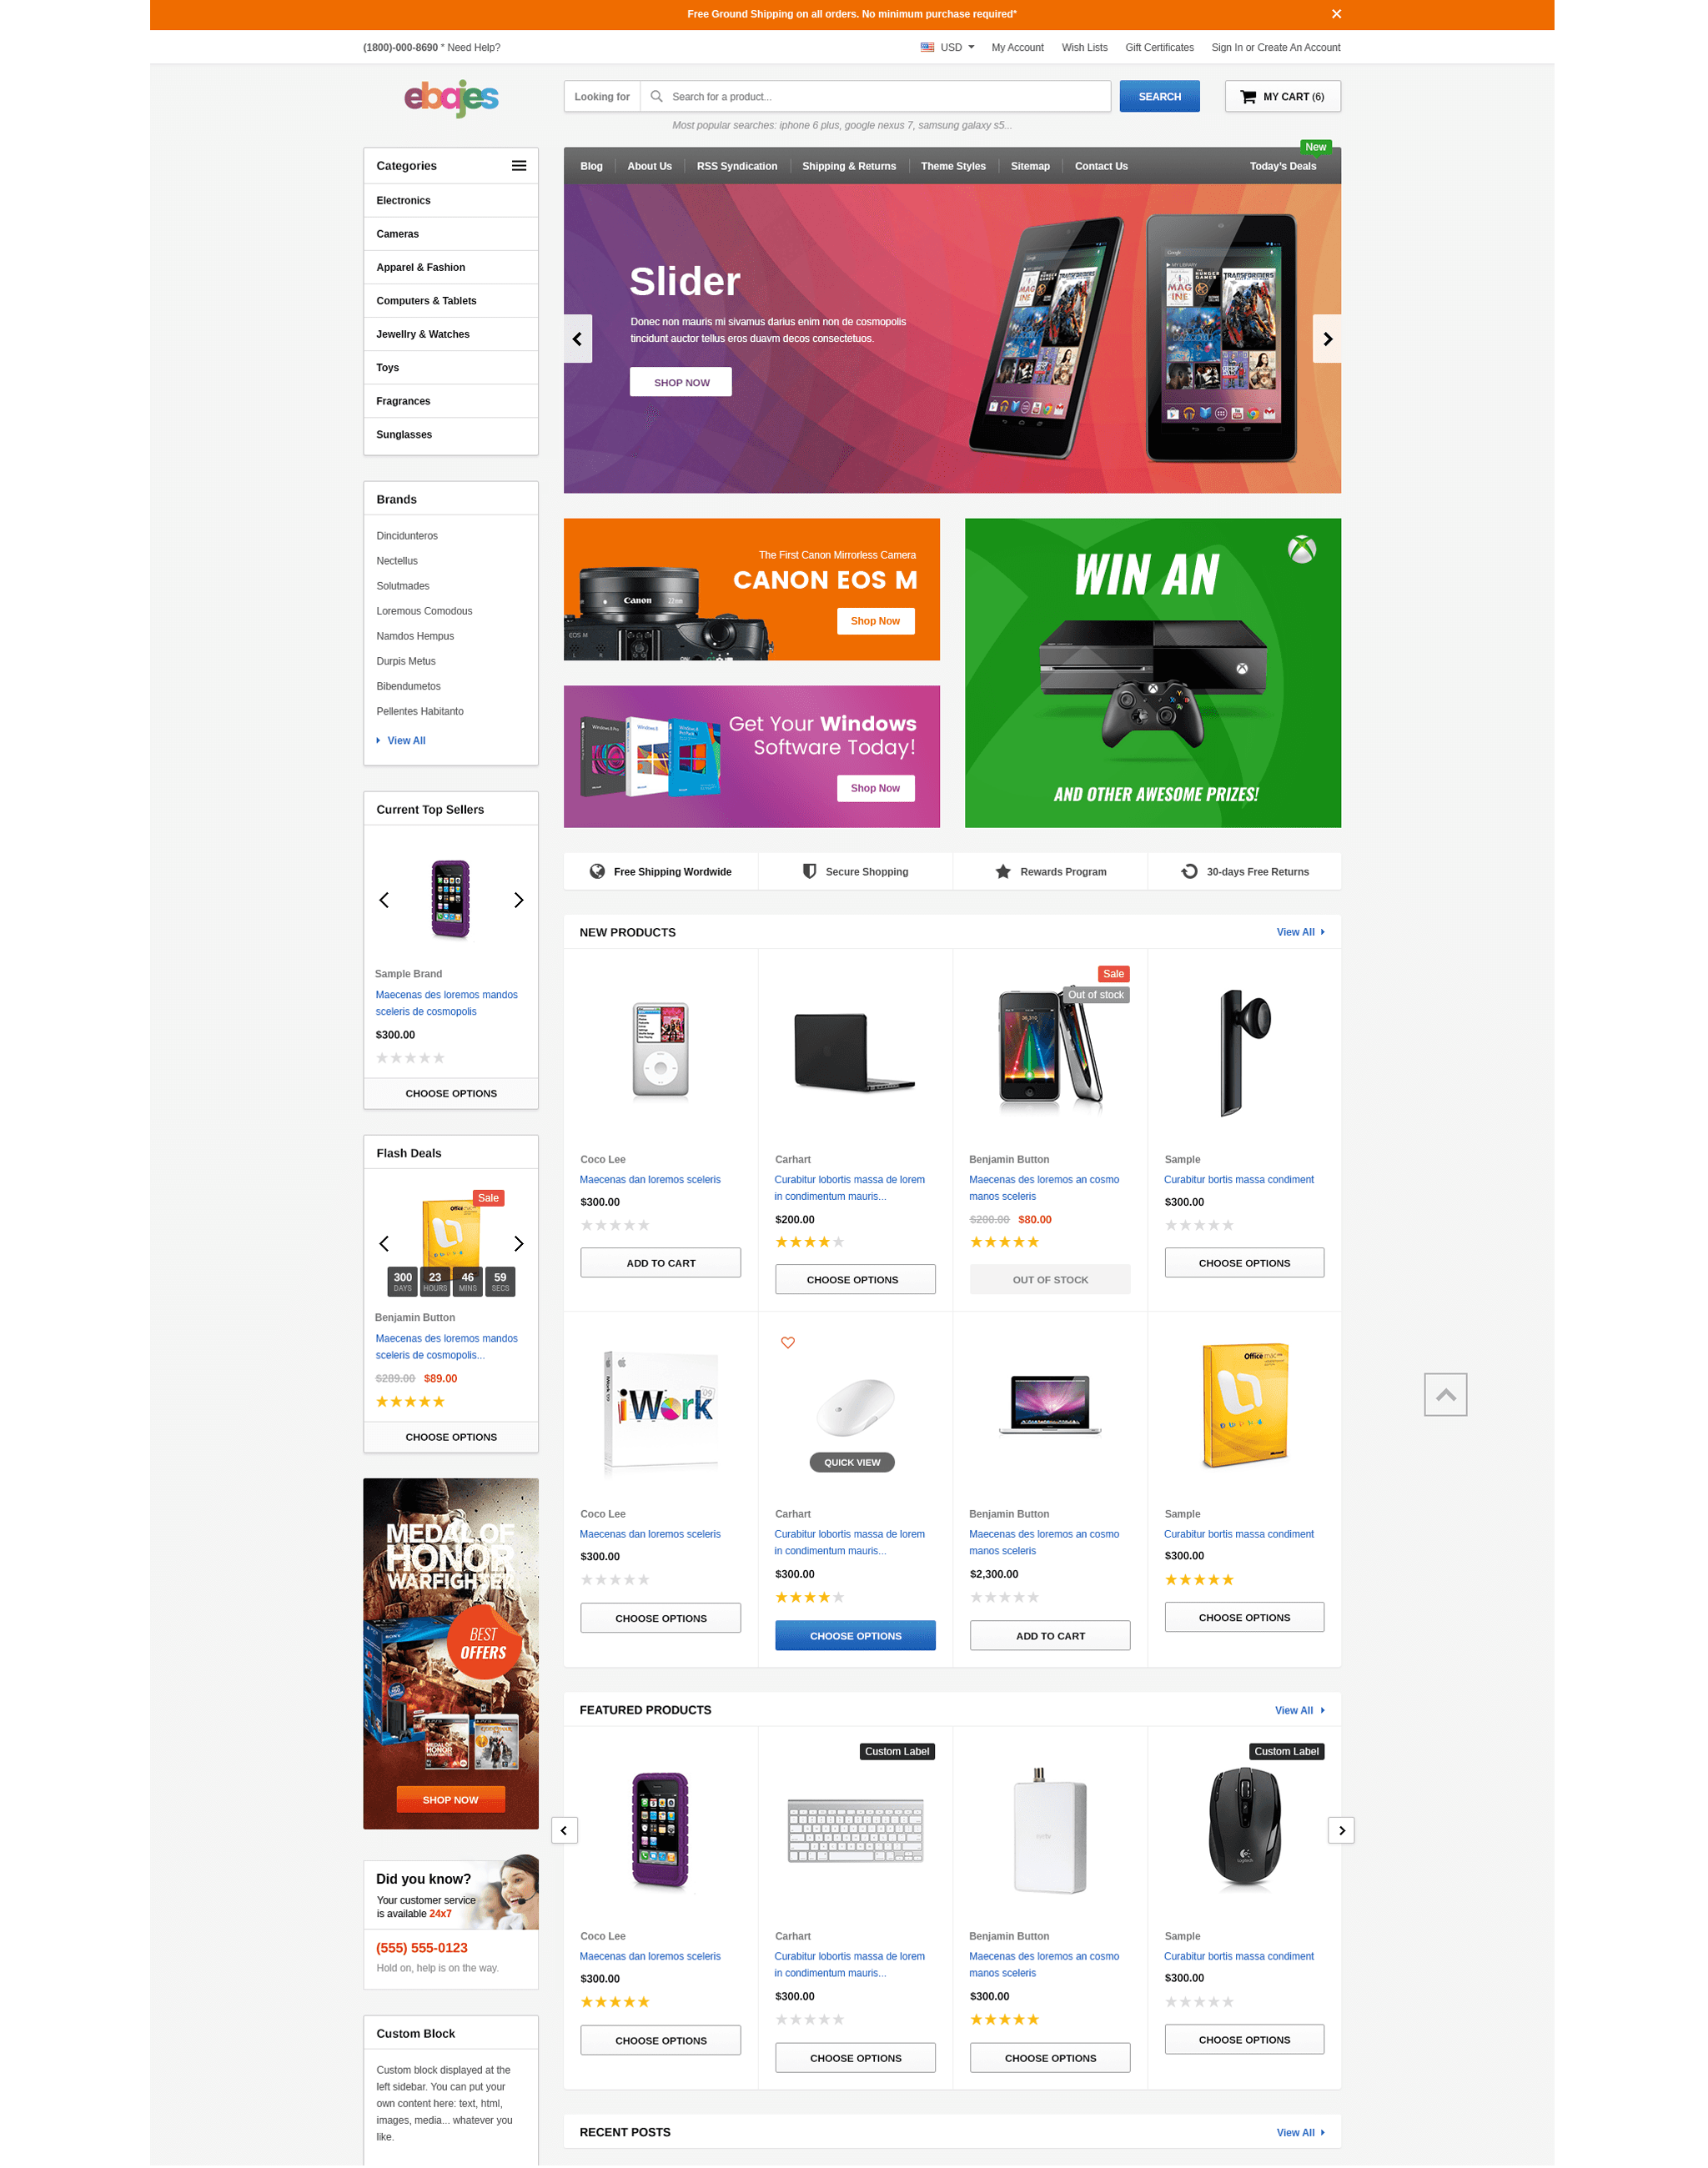 Free Ground Shipping on all orders. No minimum purchase required*
(1800)-000-8690 * Need Help?
USD
My Account
Wish Lists
Gift Certificates
Sign In or Create An Account
ebajes
Looking for
Search for a product...
SEARCH
MY CART (6)
Most popular searches: iphone 6 plus, google nexus 7, samsung galaxy s5...
Categories
Electronics
Cameras
Apparel & Fashion
Computers & Tablets
Jewellry & Watches
Toys
Fragrances
Sunglasses
Blog
About Us
RSS Syndication
Shipping & Returns
Theme Styles
Sitemap
Contact Us
New
Today's Deals
Slider
Donec non mauris mi sivamus darius enim non de cosmopolis
tincidunt auctor tellus eros duavm decos consectetuos.
SHOP NOW
Brands
Dincidunteros
Nectellus
Solutmades
Loremous Comodous
Namdos Hempus
Durpis Metus
Bibendumetos
Pellentes Habitanto
View All
The First Canon Mirrorless Camera
CANON EOS M
Shop Now
Canon
EOS M
Get Your Windows
Software Today!
Shop Now
WIN AN
AND OTHER AWESOME PRIZES!
Free Shipping Wordwide
Secure Shopping
Rewards Program
30-days Free Returns
Current Top Sellers
Sample Brand
Maecenas des loremos mandos
sceleris de cosmopolis
$300.00
CHOOSE OPTIONS
Flash Deals
Sale
300
DAYS
23
HOURS
46
MINS
59
SECS
Benjamin Button
Maecenas des loremos mandos
sceleris de cosmopolis...
$289.00 $89.00
CHOOSE OPTIONS
MEDAL OF
HONOR
WARFIGHTER
BEST
OFFERS
SHOP NOW
Did you know?
Your customer service
is available 24x7
(555) 555-0123
Hold on, help is on the way.
Custom Block
Custom block displayed at the
left sidebar. You can put your
own content here: text, html,
images, media... whatever you
like.
NEW PRODUCTS
View All
Coco Lee
Maecenas dan loremos sceleris
$300.00
ADD TO CART
Carhart
Curabitur lobortis massa de lorem
in condimentum mauris...
$200.00
CHOOSE OPTIONS
Sale
Out of stock
Benjamin Button
Maecenas des loremos an cosmo
manos sceleris
$200.00 $80.00
OUT OF STOCK
Sample
Curabitur bortis massa condiment
$300.00
CHOOSE OPTIONS
iWork
Coco Lee
Maecenas dan loremos sceleris
$300.00
CHOOSE OPTIONS
QUICK VIEW
Carhart
Curabitur lobortis massa de lorem
in condimentum mauris...
$300.00
CHOOSE OPTIONS
Benjamin Button
Maecenas des loremos an cosmo
manos sceleris
$2,300.00
ADD TO CART
Office
Sample
Curabitur bortis massa condiment
$300.00
CHOOSE OPTIONS
FEATURED PRODUCTS
View All
Coco Lee
Maecenas dan loremos sceleris
$300.00
CHOOSE OPTIONS
Custom Label
Carhart
Curabitur lobortis massa de lorem
in condimentum mauris...
$300.00
CHOOSE OPTIONS
Benjamin Button
Maecenas des loremos an cosmo
manos sceleris
$300.00
CHOOSE OPTIONS
Custom Label
Sample
Curabitur bortis massa condiment
$300.00
CHOOSE OPTIONS
RECENT POSTS
View All